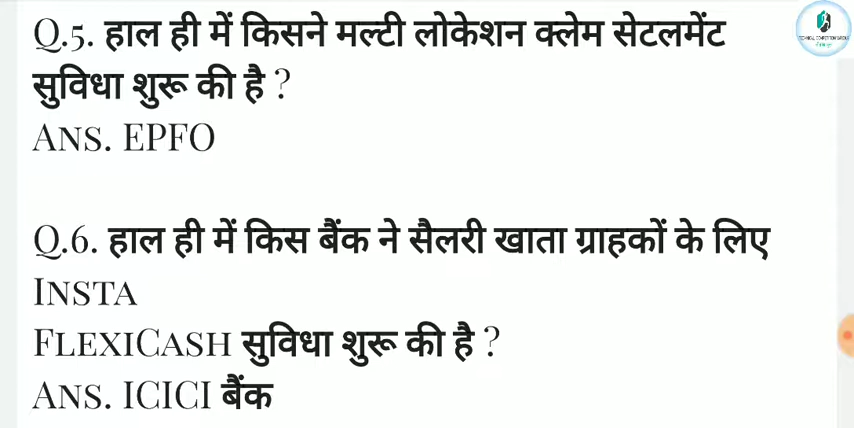 Q.5. हाल ही में किसने मल्टी लोकेशन क्लेम सेटलमेंट
सुविधा शुरू की है ?
ANS. EPFO
Q.6. हाल ही में किस बैंक ने सैलरी खाता ग्राहकों के लिए
INSTA
FLEXICASH सुविधा शुरू की है ?
ANS. ICICI बैंक